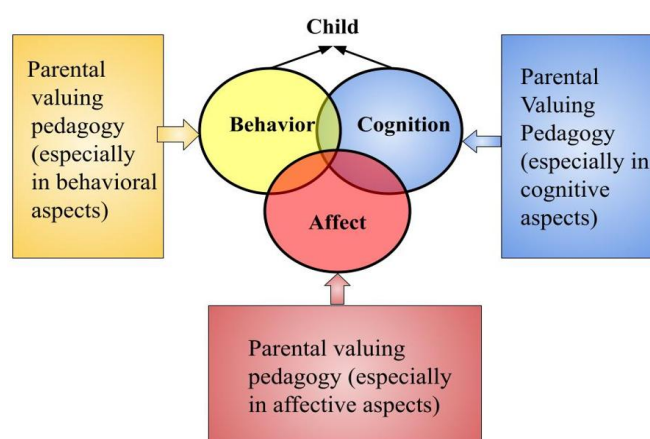 Child
Parental
valuing
pedagogy
(especially
in behavioral
aspects)
Behavior
Cognition
Affect
Parental
Valuing
Pedagogy
(especially in
cognitive
aspects)
Parental valuing
pedagogy (especially
in affective aspects)